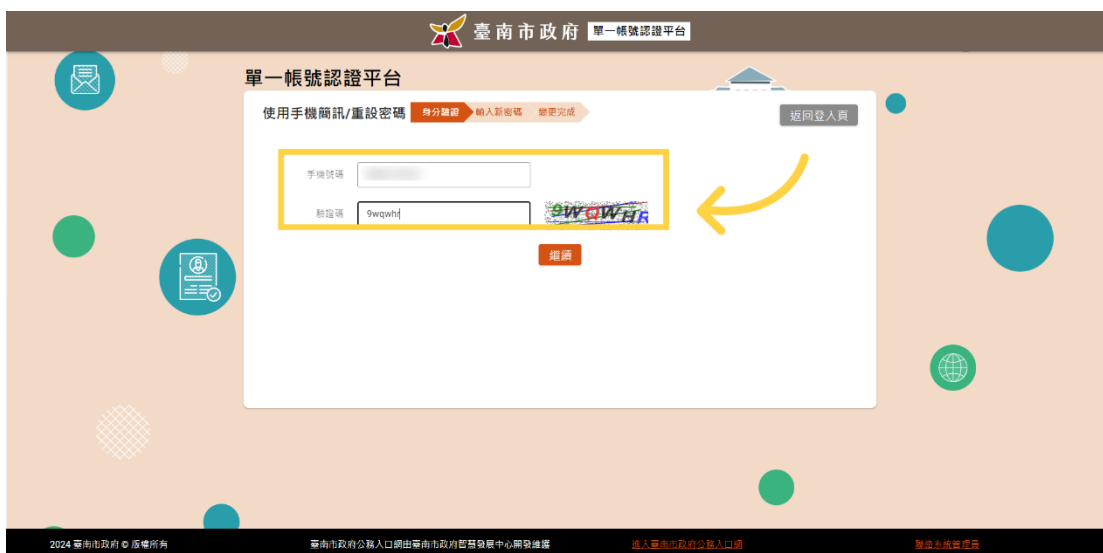 臺南市政府 單一帳號認證平台
單一帳號認證平台
使用手機簡訊/重設密碼 身分驗證 輸入新密碼 變更完成 返回登入頁
手機號碼
驗證碼 9wqwhr 9WQWHR
繼續
2024 臺南市政府 © 版權所有 臺南市政府公務入口網由臺南市政府智慧發展中心開發維護 進入臺南市政府公務入口網 聯絡系統管理員